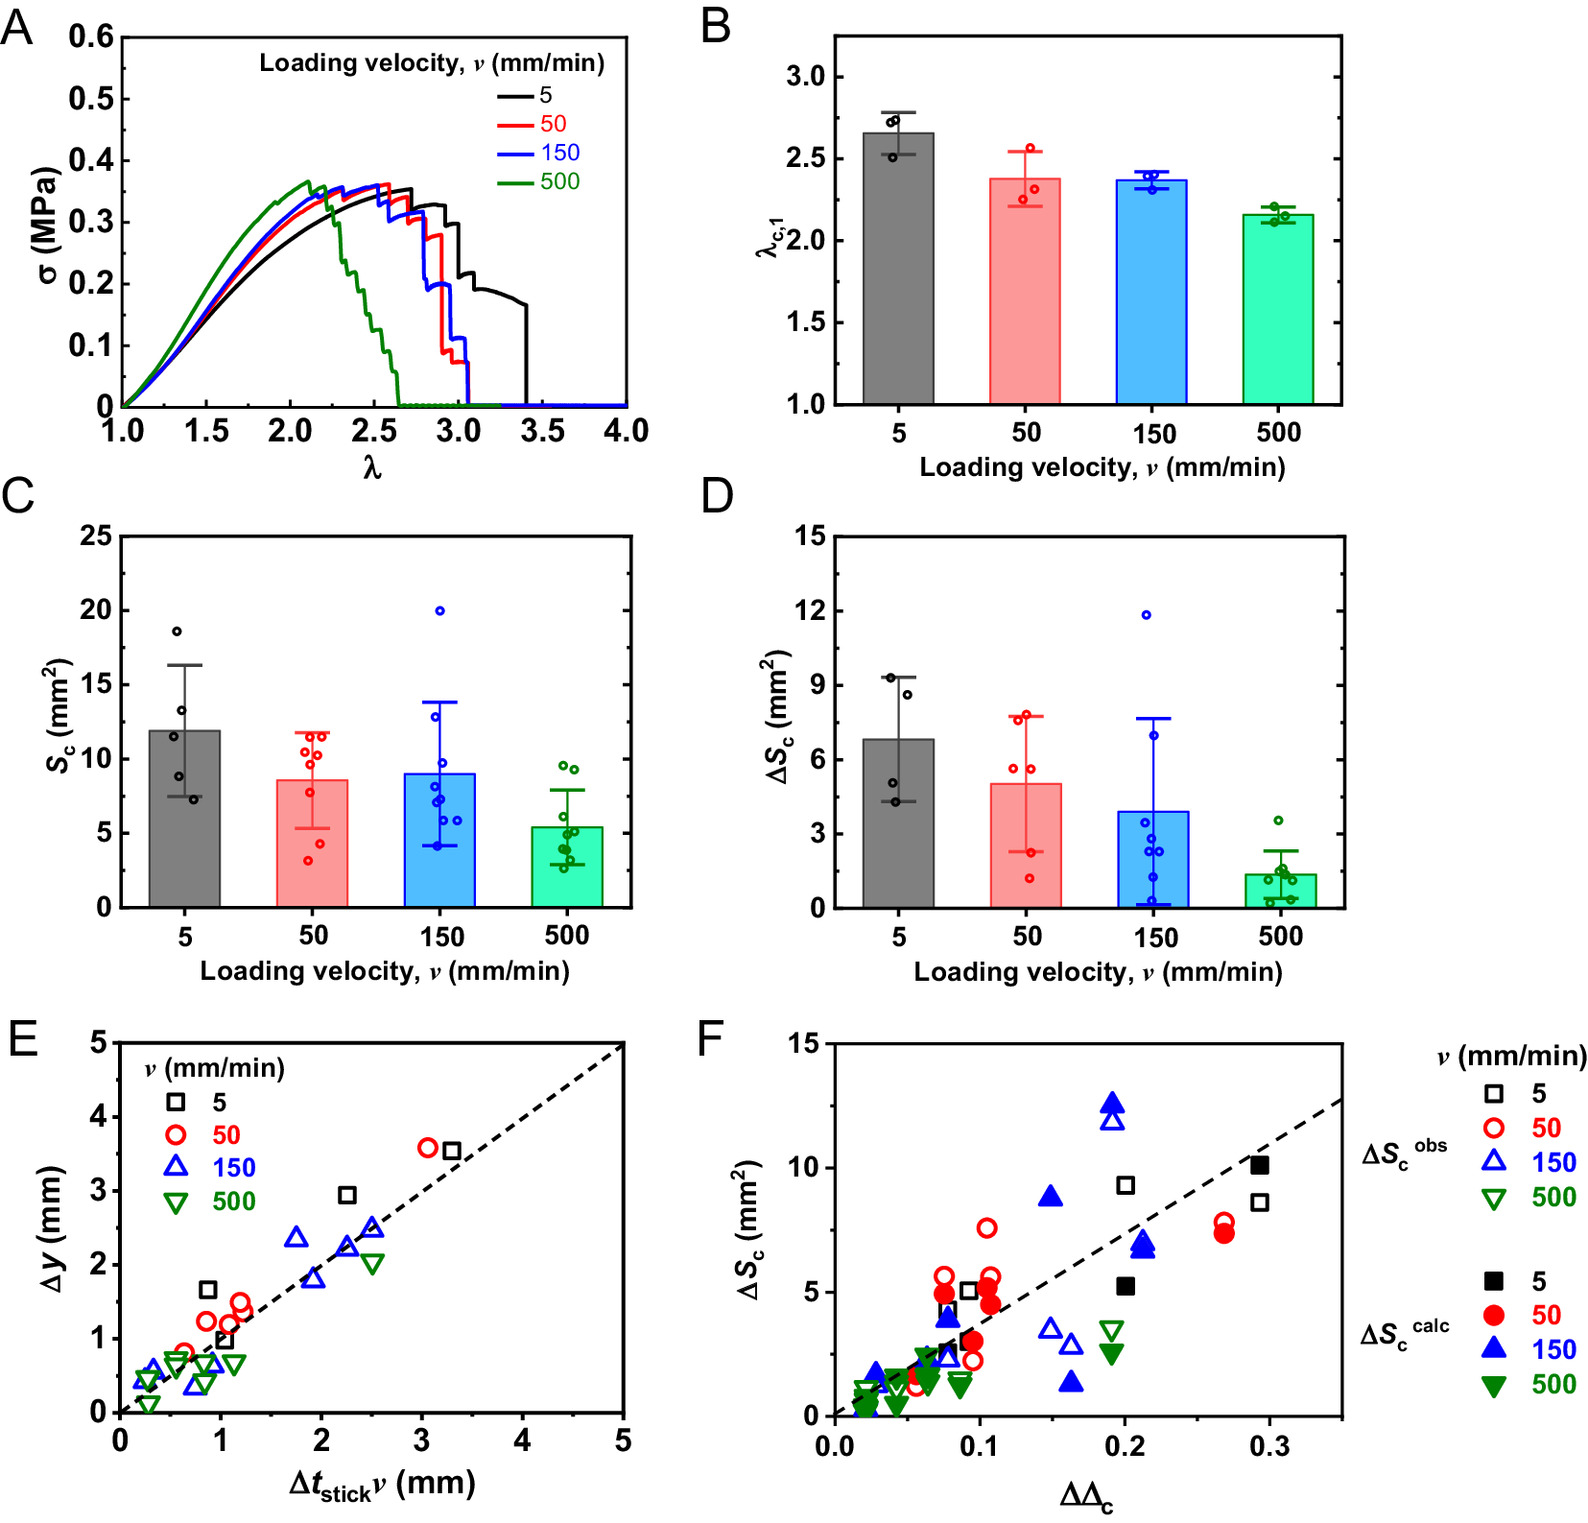 A
0.6
0.5
0.4
0.3
0.2
0.1
0
σ (MPa)
Loading velocity, v (mm/min)
5
50
150
500
1.0 1.5 2.0 2.5 3.0 3.5 4.0
λ
B
3.0
2.5
2.0
1.5
1.0
λc,1
5 50 150 500
Loading velocity, v (mm/min)
C
25
20
15
10
5
0
Sc (mm2)
5 50 150 500
Loading velocity, v (mm/min)
D
15
12
9
6
3
0
ΔSc (mm2)
5 50 150 500
Loading velocity, v (mm/min)
E
5
4
3
2
1
0
Δy (mm)
v (mm/min)
5
50
150
500
0 1 2 3 4 5
Δtstickv (mm)
F
15
10
5
0
ΔSc (mm2)
0.0 0.1 0.2 0.3
ΔΔc
v (mm/min)
5
50
ΔSc obs
150
500
5
50
ΔSc calc
150
500